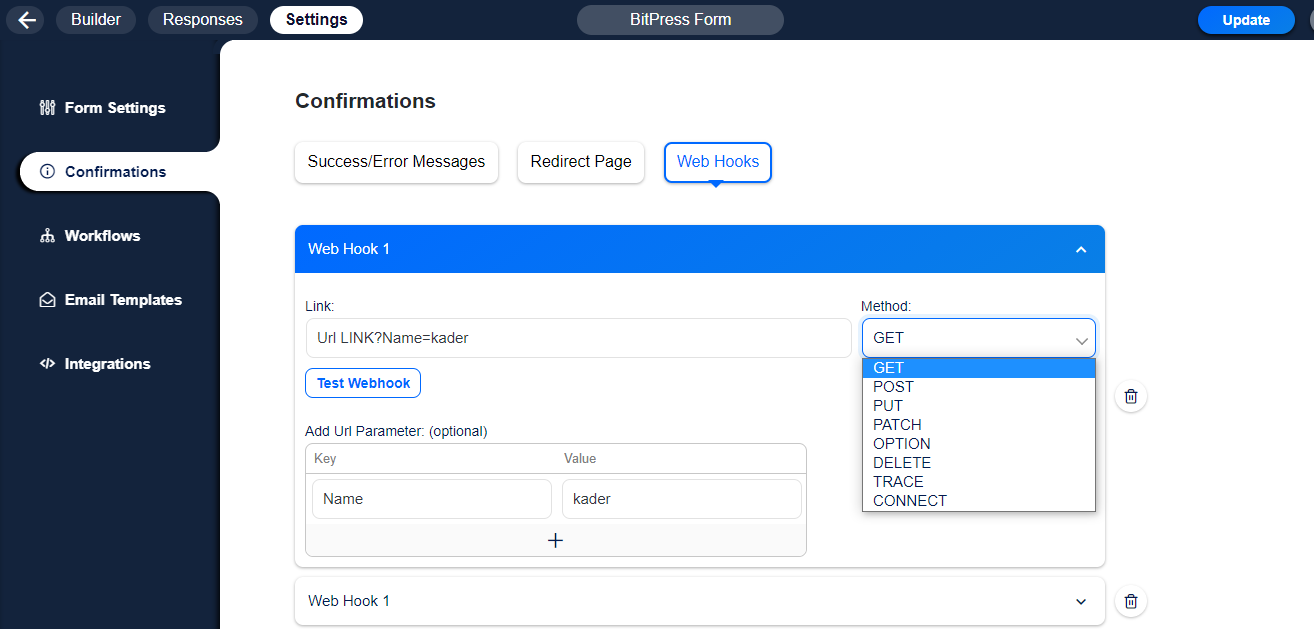 Builder
Responses
Settings
BitPress Form
Update
Form Settings
Confirmations
Workflows
Email Templates
Integrations
Confirmations
Success/Error Messages
Redirect Page
Web Hooks
Web Hook 1
Link:
Method:
Url LINK?Name=kader
GET
GET
POST
PUT
PATCH
OPTION
DELETE
TRACE
CONNECT
Test Webhook
Add Url Parameter: (optional)
Key
Value
Name
kader
+
Web Hook 1